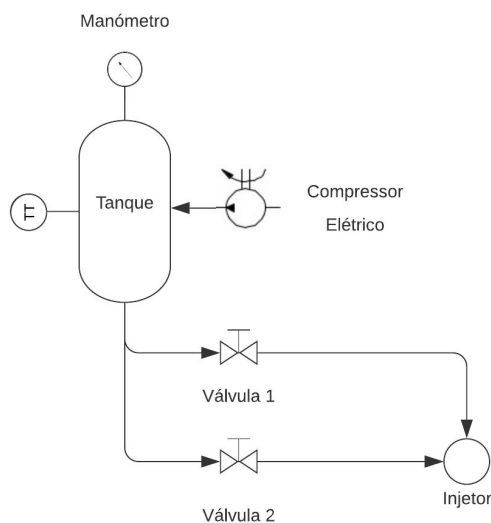 Manómetro
Tanque
TT
Compressor
Elétrico
Válvula 1
Válvula 2
Injetor